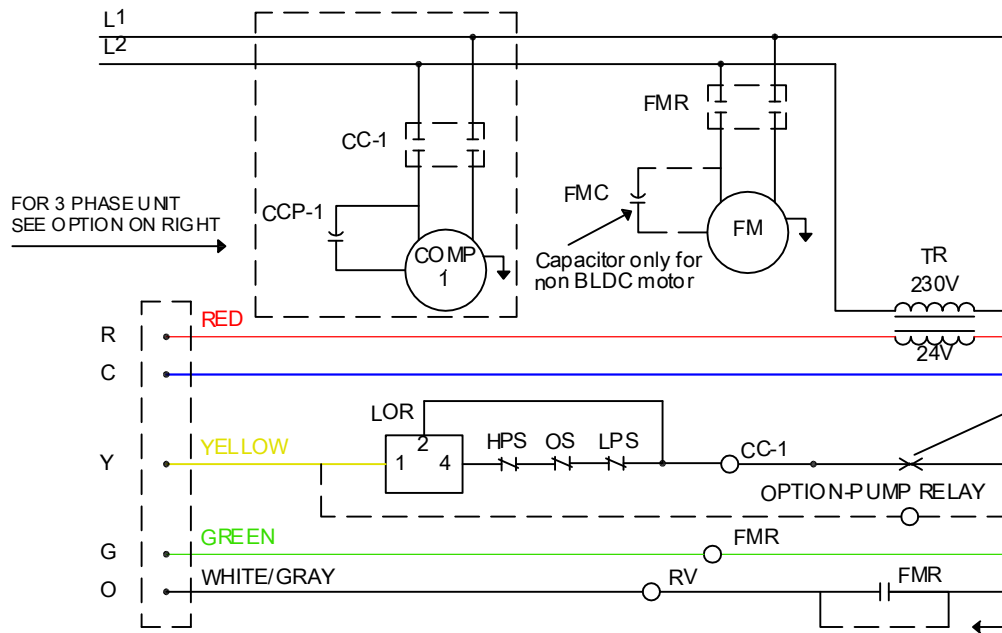 L1
L2
FMR
CC-1
FOR 3 PHASE UNIT
SEE OPTION ON RIGHT
CCP-1
COMP
1
FMC
FM
Capacitor only for
non BLDC motor
TR
230V
24V
R
RED
C
Y
YELLOW
LOR
1
2
4
HPS
OS
LPS
CC-1
OPTION-PUMP RELAY
G
GREEN
FMR
O
WHITE/GRAY
RV
FMR